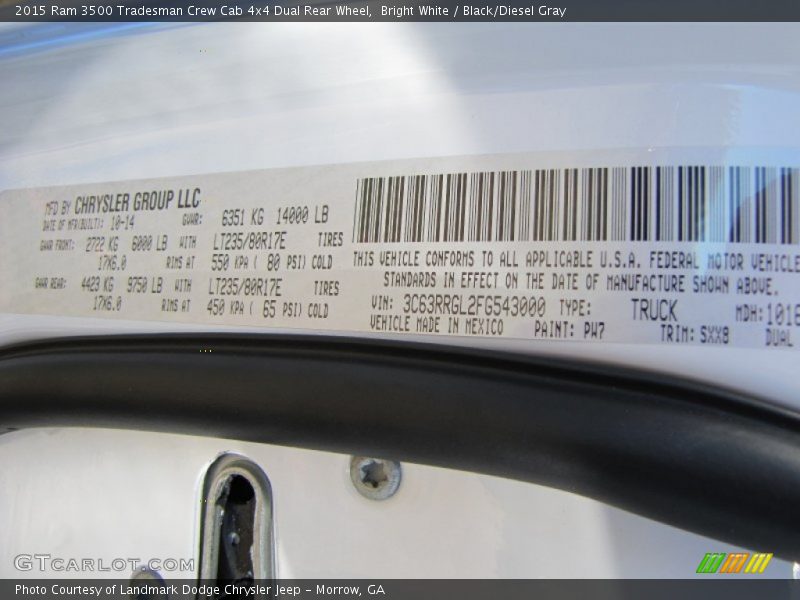 2015 Ram 3500 Tradesman Crew Cab 4x4 Dual Rear Wheel, Bright White / Black/Diesel Gray
MFD BY CHRYSLER GROUP LLC
DATE OF MFR(BUILT): 10-14 GVWR: 6351 KG 14000 LB
GAWR FRONT: 2722 KG 6000 LB WITH LT235/80R17E TIRES
17X6.0 RIMS AT 550 KPA ( 80 PSI) COLD
GAWR REAR: 4423 KG 9750 LB WITH LT235/80R17E TIRES
17X6.0 RIMS AT 450 KPA ( 65 PSI) COLD
THIS VEHICLE CONFORMS TO ALL APPLICABLE U.S.A. FEDERAL MOTOR VEHICLE
STANDARDS IN EFFECT ON THE DATE OF MANUFACTURE SHOWN ABOVE.
VIN: 3C63RRGL2FG543000 TYPE: TRUCK MDH: 1016
VEHICLE MADE IN MEXICO PAINT: PW7 TRIM: SXX8 DUAL
GTcarlot.com
Photo Courtesy of Landmark Dodge Chrysler Jeep - Morrow, GA